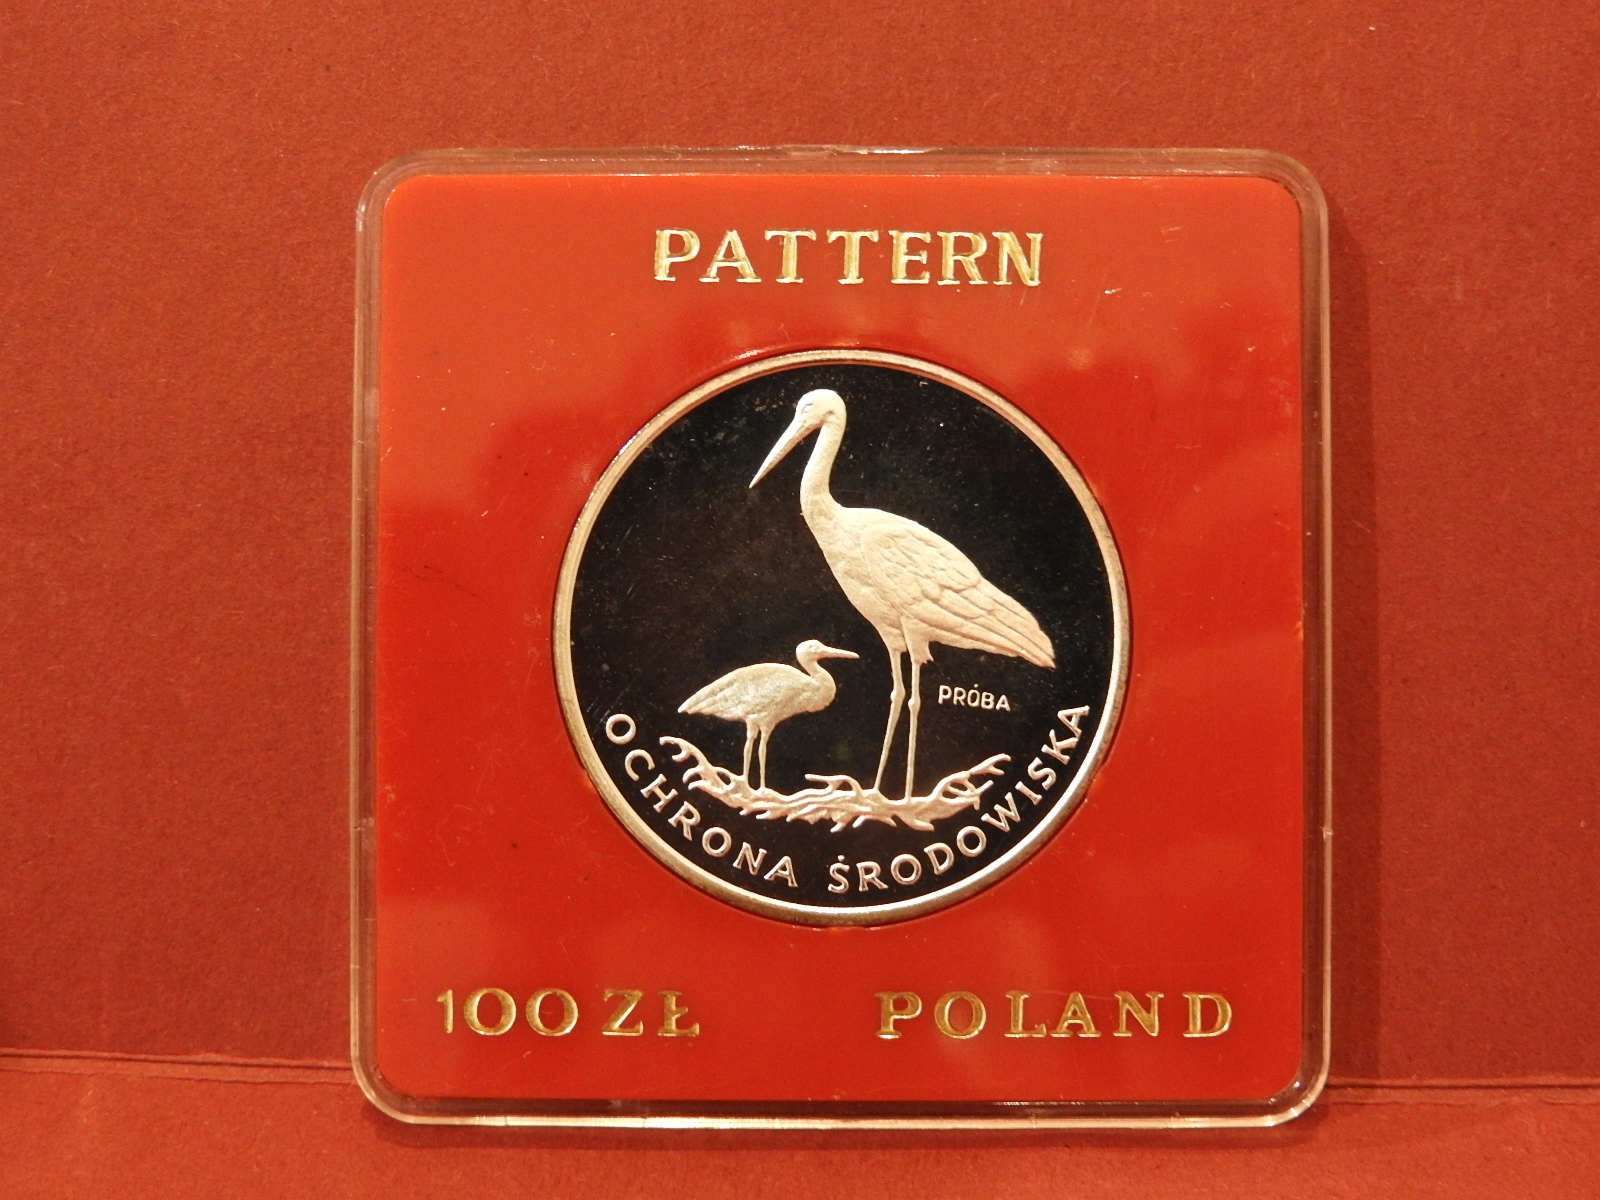 PATTERN
PRÓBA
OCHRONA ŚRODOWISKA
100 ZŁ POLAND